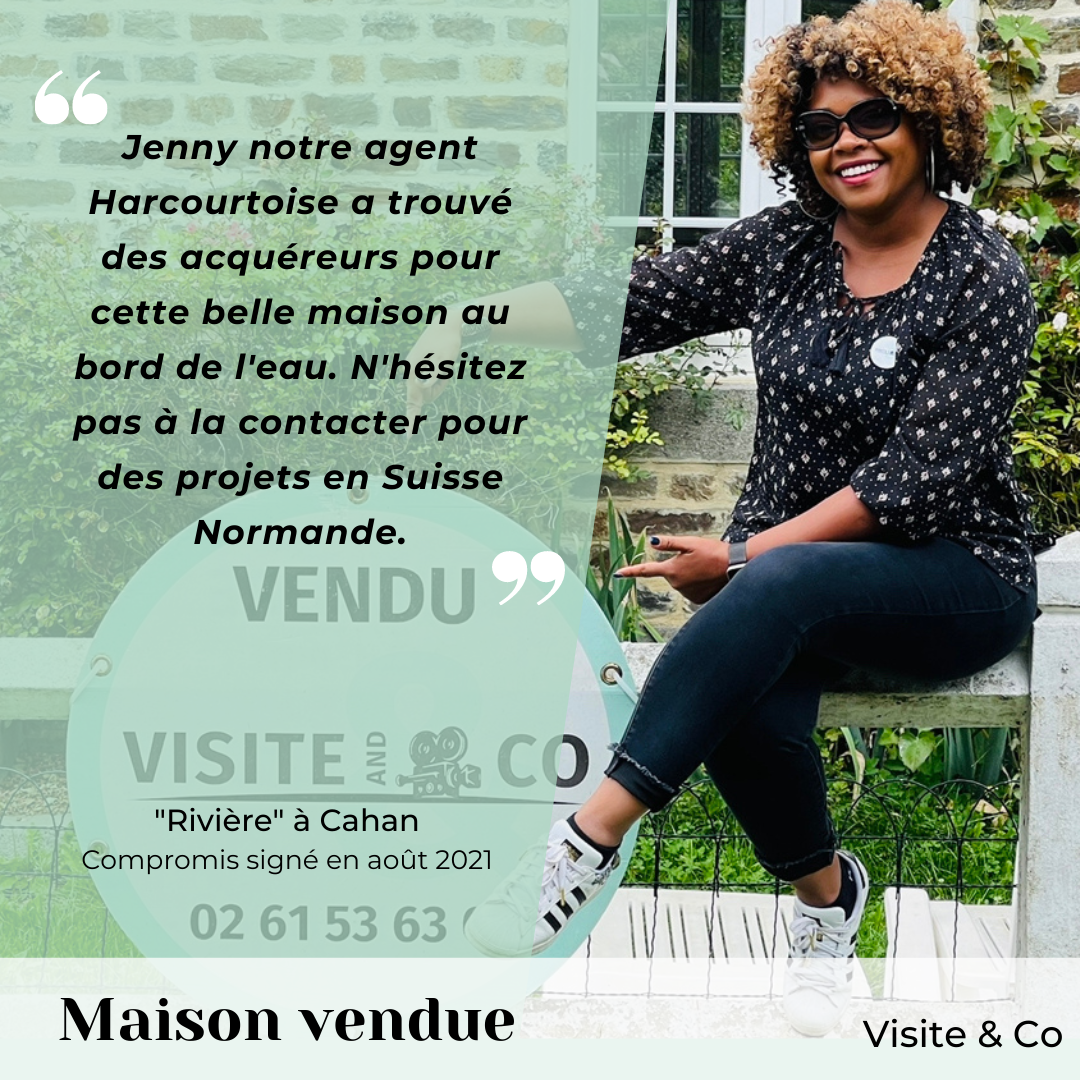 Jenny notre agent
Harcourtoise a trouvé
des acquéreurs pour
cette belle maison au
bord de l'eau. N'hésitez
pas à la contacter pour
des projets en Suisse
Normande.
VENDU
VISITE AND CO
"Rivière" à Cahan
Compromis signé en août 2021
02 61 53 63
Maison vendue
Visite & Co